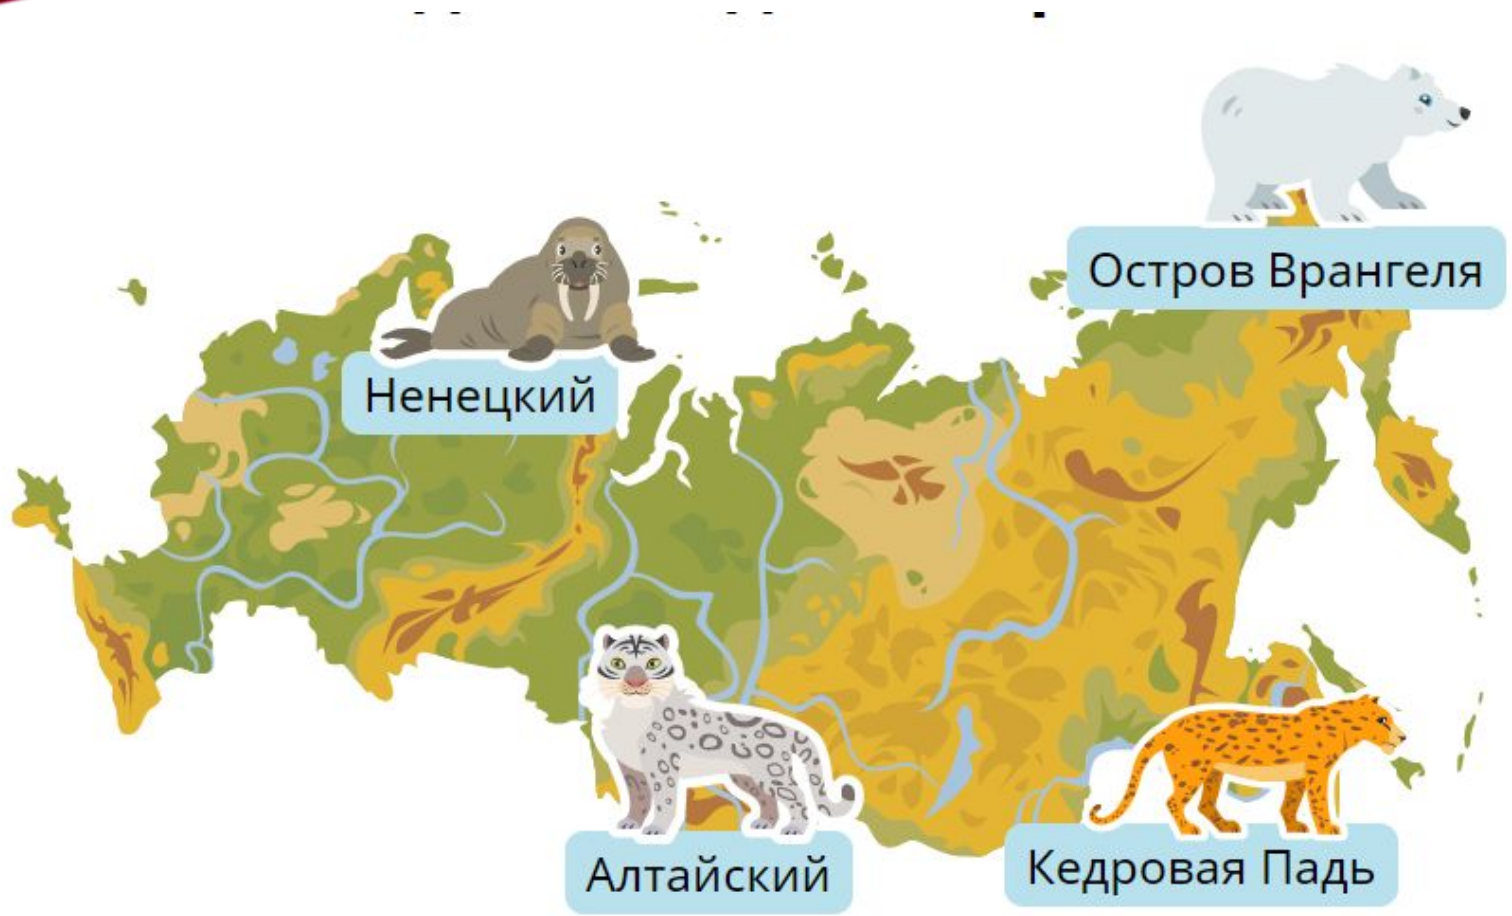 Остров Врангеля
Ненецкий
Алтайский
Кедровая Падь